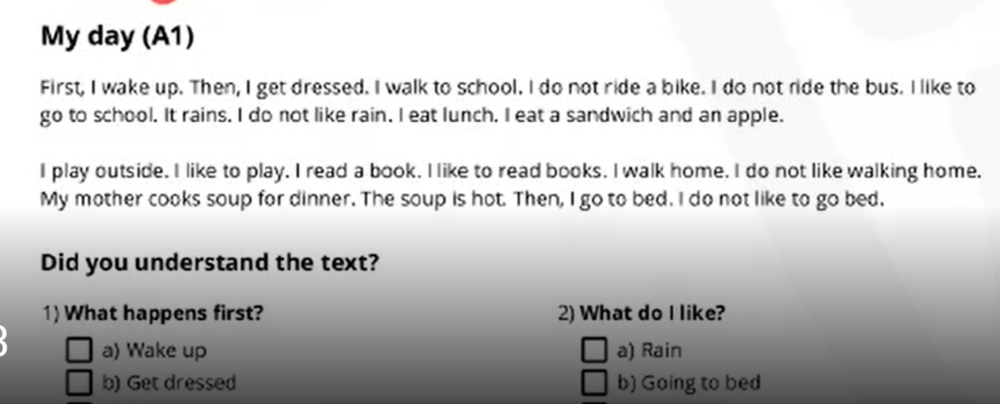 My day (A1)
First, I wake up. Then, I get dressed. I walk to school. I do not ride a bike. I do not ride the bus. I like to
go to school. It rains. I do not like rain. I eat lunch. I eat a sandwich and an apple.
I play outside. I like to play. I read a book. I like to read books. I walk home. I do not like walking home.
My mother cooks soup for dinner. The soup is hot. Then, I go to bed. I do not like to go bed.
Did you understand the text?
1) What happens first?
a) Wake up
b) Get dressed
2) What do I like?
a) Rain
b) Going to bed